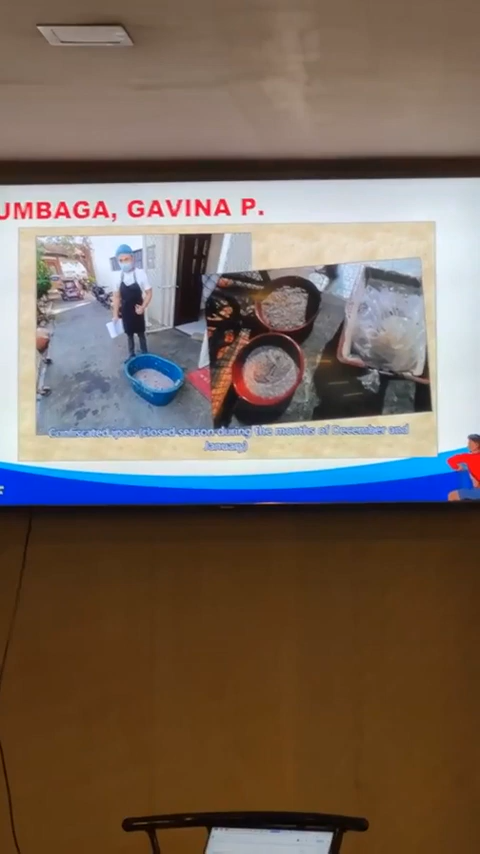 UMBAGA, GAVINA P.
Confiscated ipon (closed season during the months of December and
January)